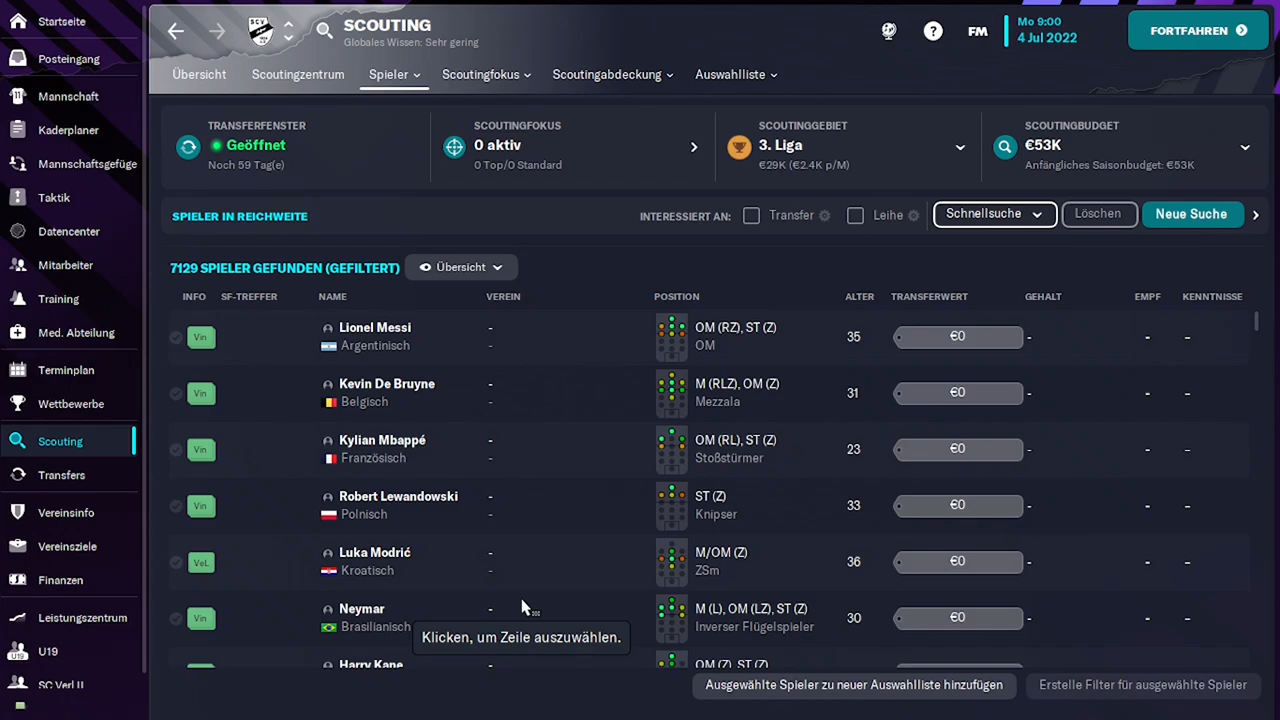 Startseite
Posteingang
Mannschaft
Kaderplaner
Mannschaftsgefüge
Taktik
Datencenter
Mitarbeiter
Training
Med. Abteilung
Terminplan
Wettbewerbe
Scouting
Transfers
Vereinsinfo
Vereinsziele
Finanzen
Leistungszentrum
U19
SC Verl II
SCV
SCOUTING
Globales Wissen: Sehr gering
FM
Mo 9:00
4 Jul 2022
FORTFAHREN
Übersicht Scoutingzentrum Spieler Scoutingfokus Scoutingabdeckung Auswahlliste
TRANSFERFENSTER
Geöffnet
Noch 59 Tag(e)
SCOUTINGFOKUS
0 aktiv
0 Top/0 Standard
SCOUTINGGEBIET
3. Liga
€29K (€2.4K p/M)
SCOUTINGBUDGET
€53K
Anfängliches Saisonbudget: €53K
SPIELER IN REICHWEITE INTERESSIERT AN: Transfer Leihe Schnellsuche Löschen Neue Suche
7129 SPIELER GEFUNDEN (GEFILTERT) Übersicht
INFO SF-TREFFER NAME VEREIN POSITION ALTER TRANSFERWERT GEHALT EMPF KENNTNISSE
Vin Lionel Messi - OM (RZ), ST (Z) 35 €0 - - -
Argentinisch - OM
Vin Kevin De Bruyne - M (RLZ), OM (Z) 31 €0 - - -
Belgisch - Mezzala
Vin Kylian Mbappé - OM (RL), ST (Z) 23 €0 - - -
Französisch - Stoßstürmer
Vin Robert Lewandowski - ST (Z) 33 €0 - - -
Polnisch - Knipser
VeL Luka Modrić - M/OM (Z) 36 €0 - - -
Kroatisch - ZSm
Vin Neymar - M (L), OM (LZ), ST (Z) 30 €0 - - -
Brasilianisch Inverser Flügelspieler
Klicken, um Zeile auszuwählen.
Harry Kane OM (Z), ST (Z)
Ausgewählte Spieler zu neuer Auswahlliste hinzufügen Erstelle Filter für ausgewählte Spieler